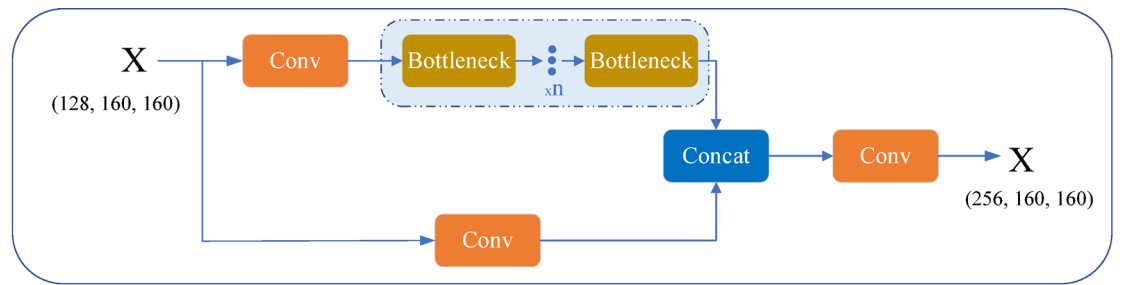 X
(128, 160, 160)
Conv
Bottleneck
xn
Bottleneck
Concat
Conv
X
(256, 160, 160)
Conv